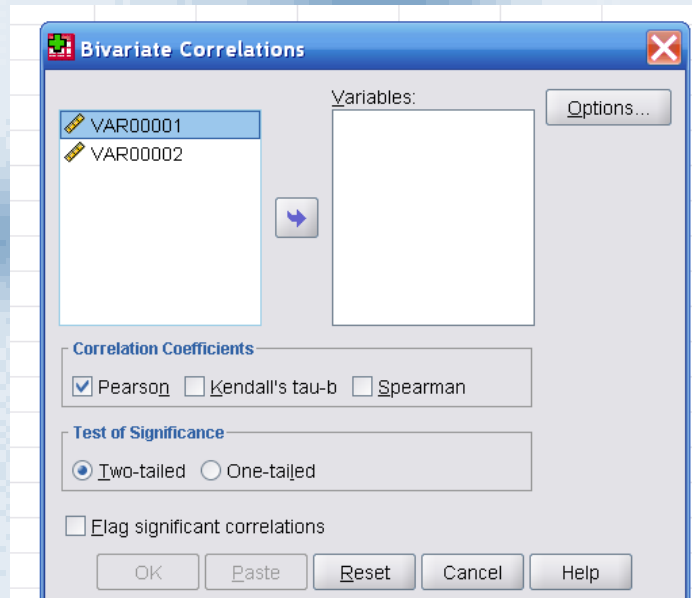 Bivariate Correlations
Variables:
Options...
VAR00001
VAR00002
Correlation Coefficients
Pearson Kendall's tau-b Spearman
Test of Significance
Two-tailed One-tailed
Flag significant correlations
OK Paste Reset Cancel Help